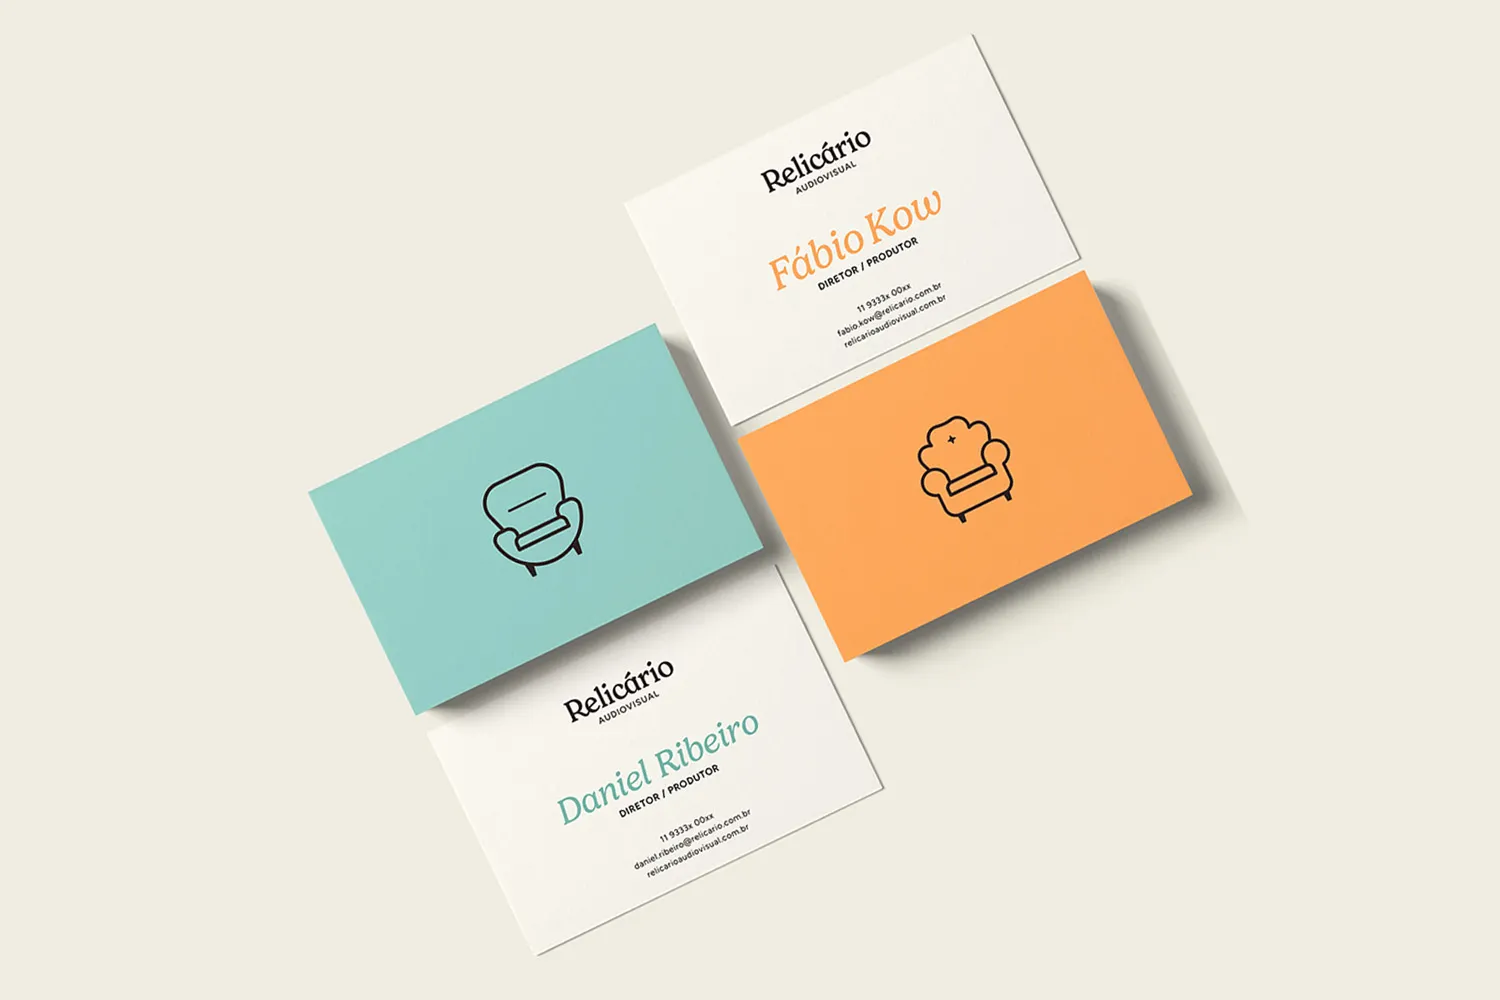 Relicário
AUDIOVISUAL
Fábio Kow
DIRETOR / PRODUTOR
11 9333x 00xx
fabio.kow@relicario.com.br
relicarioaudiovisual.com.br
Relicário
AUDIOVISUAL
Daniel Ribeiro
DIRETOR / PRODUTOR
11 9333x 00xx
daniel.ribeiro@relicario.com.br
relicarioaudiovisual.com.br